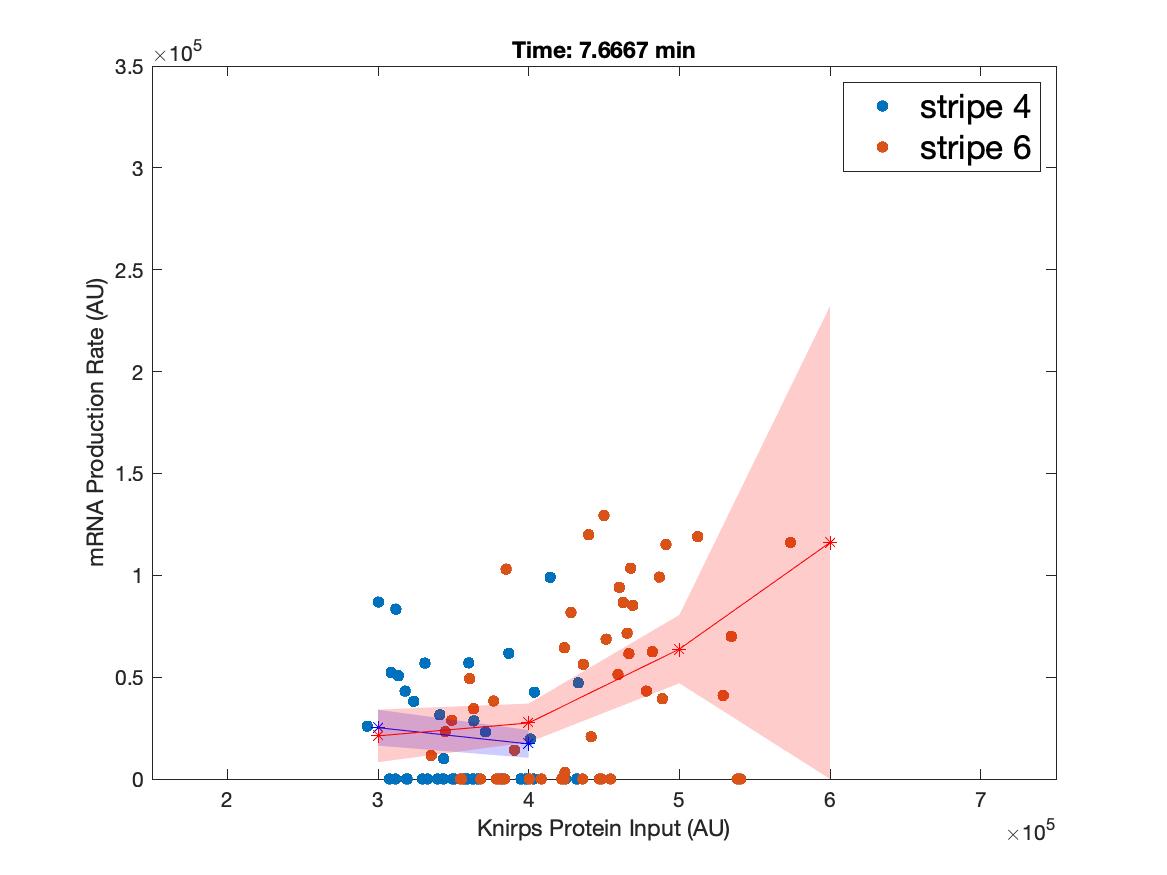 Time: 7.6667 min
×10^5
3.5
3
2.5
2
1.5
1
0.5
0
mRNA Production Rate (AU)
stripe 4
stripe 6
2 3 4 5 6 7
Knirps Protein Input (AU)
×10^5